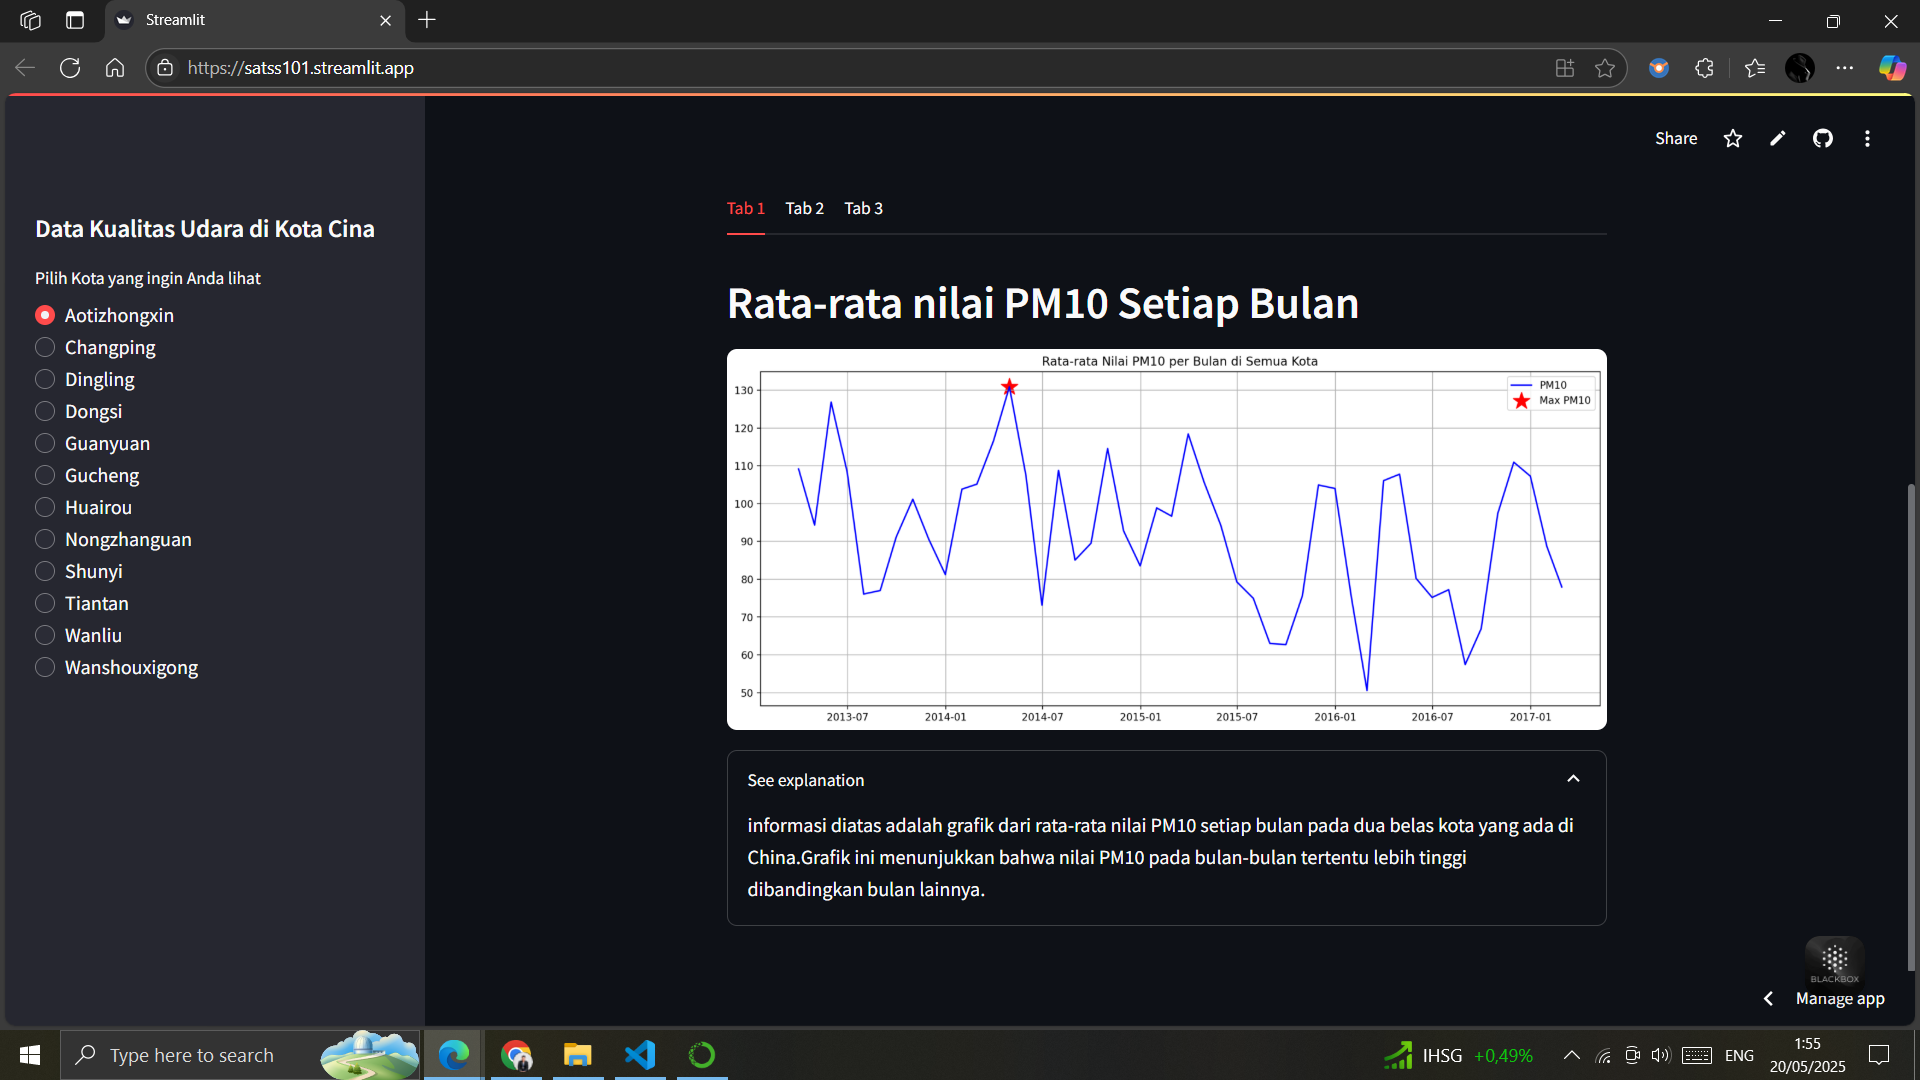 Streamlit
https://satss101.streamlit.app
Share
Data Kualitas Udara di Kota Cina
Pilih Kota yang ingin Anda lihat
Aotizhongxin
Changping
Dingling
Dongsi
Guanyuan
Gucheng
Huairou
Nongzhanguan
Shunyi
Tiantan
Wanliu
Wanshouxigong
Tab 1 Tab 2 Tab 3
Rata-rata nilai PM10 Setiap Bulan
Rata-rata Nilai PM10 per Bulan di Semua Kota
PM10
Max PM10
130
120
110
100
90
80
70
60
50
2013-07 2014-01 2014-07 2015-01 2015-07 2016-01 2016-07 2017-01
See explanation
informasi diatas adalah grafik dari rata-rata nilai PM10 setiap bulan pada dua belas kota yang ada di
China.Grafik ini menunjukkan bahwa nilai PM10 pada bulan-bulan tertentu lebih tinggi
dibandingkan bulan lainnya.
BLACKBOX
Manage app
Type here to search
IHSG +0,49%
ENG
1:55
20/05/2025